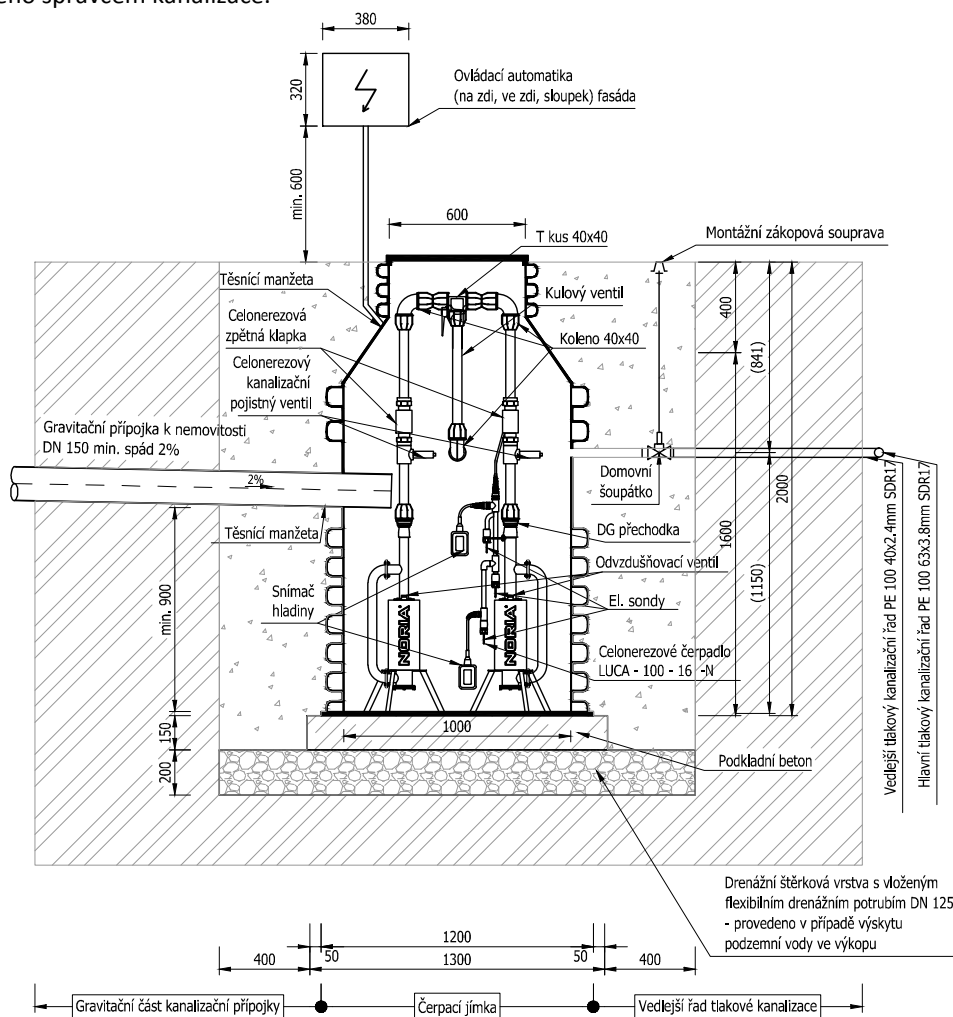 eno správcem kanalizace.
380
320
Ovládací automatika
(na zdi, ve zdi, sloupek) fasáda
min. 600
600
T kus 40x40
Montážní zákopová souprava
Těsnící manžeta
Kulový ventil
Celonerezová
zpětná klapka
Koleno 40x40
400
(841)
Celonerezový
kanalizační
pojistný ventil
Gravitační přípojka k nemovitosti
DN 150 min. spád 2%
2%
Domovní
šoupátko
2000
1600
(1150)
Vedlejší tlakový kanalizační řad PE 100 40x2.4mm SDR17
Hlavní tlakový kanalizační řad PE 100 63x3.8mm SDR17
Těsnící manžeta
DG přechodka
Odvzdušňovací ventil
Snímač
hladiny
El. sondy
min. 900
NORIA®
NORIA®
Celonerezové čerpadlo
LUCA - 100 - 16 -N
150
1000
Podkladní beton
200
Drenážní štěrková vrstva s vloženým
flexibilním drenážním potrubím DN 125
- provedeno v případě výskytu
podzemní vody ve výkopu
1200
400
50
1300
50
400
Gravitační část kanalizační přípojky
Čerpací jímka
Vedlejší řad tlakové kanalizace